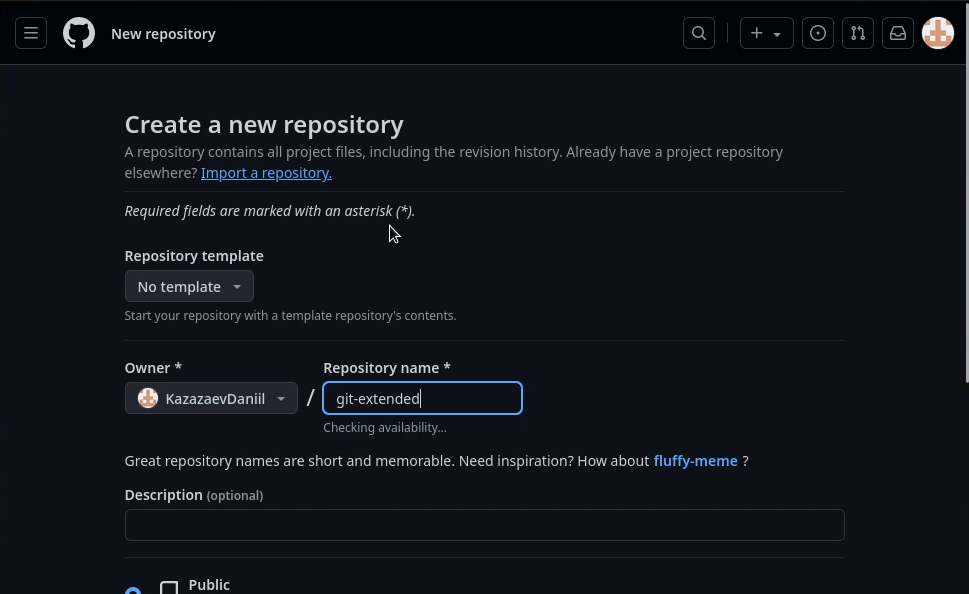 New repository
Create a new repository
A repository contains all project files, including the revision history. Already have a project repository
elsewhere? Import a repository.
Required fields are marked with an asterisk (*).
Repository template
No template
Start your repository with a template repository's contents.
Owner * Repository name *
KazazaevDaniil / git-extended
Checking availability...
Great repository names are short and memorable. Need inspiration? How about fluffy-meme ?
Description (optional)
Public